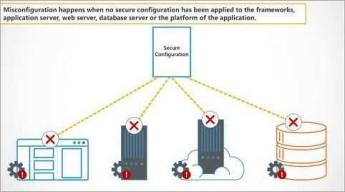 Misconfiguration happens when no secure configuration has been applied to the frameworks,
application server, web server, database server or the platform of the application.
Secure
Configuration